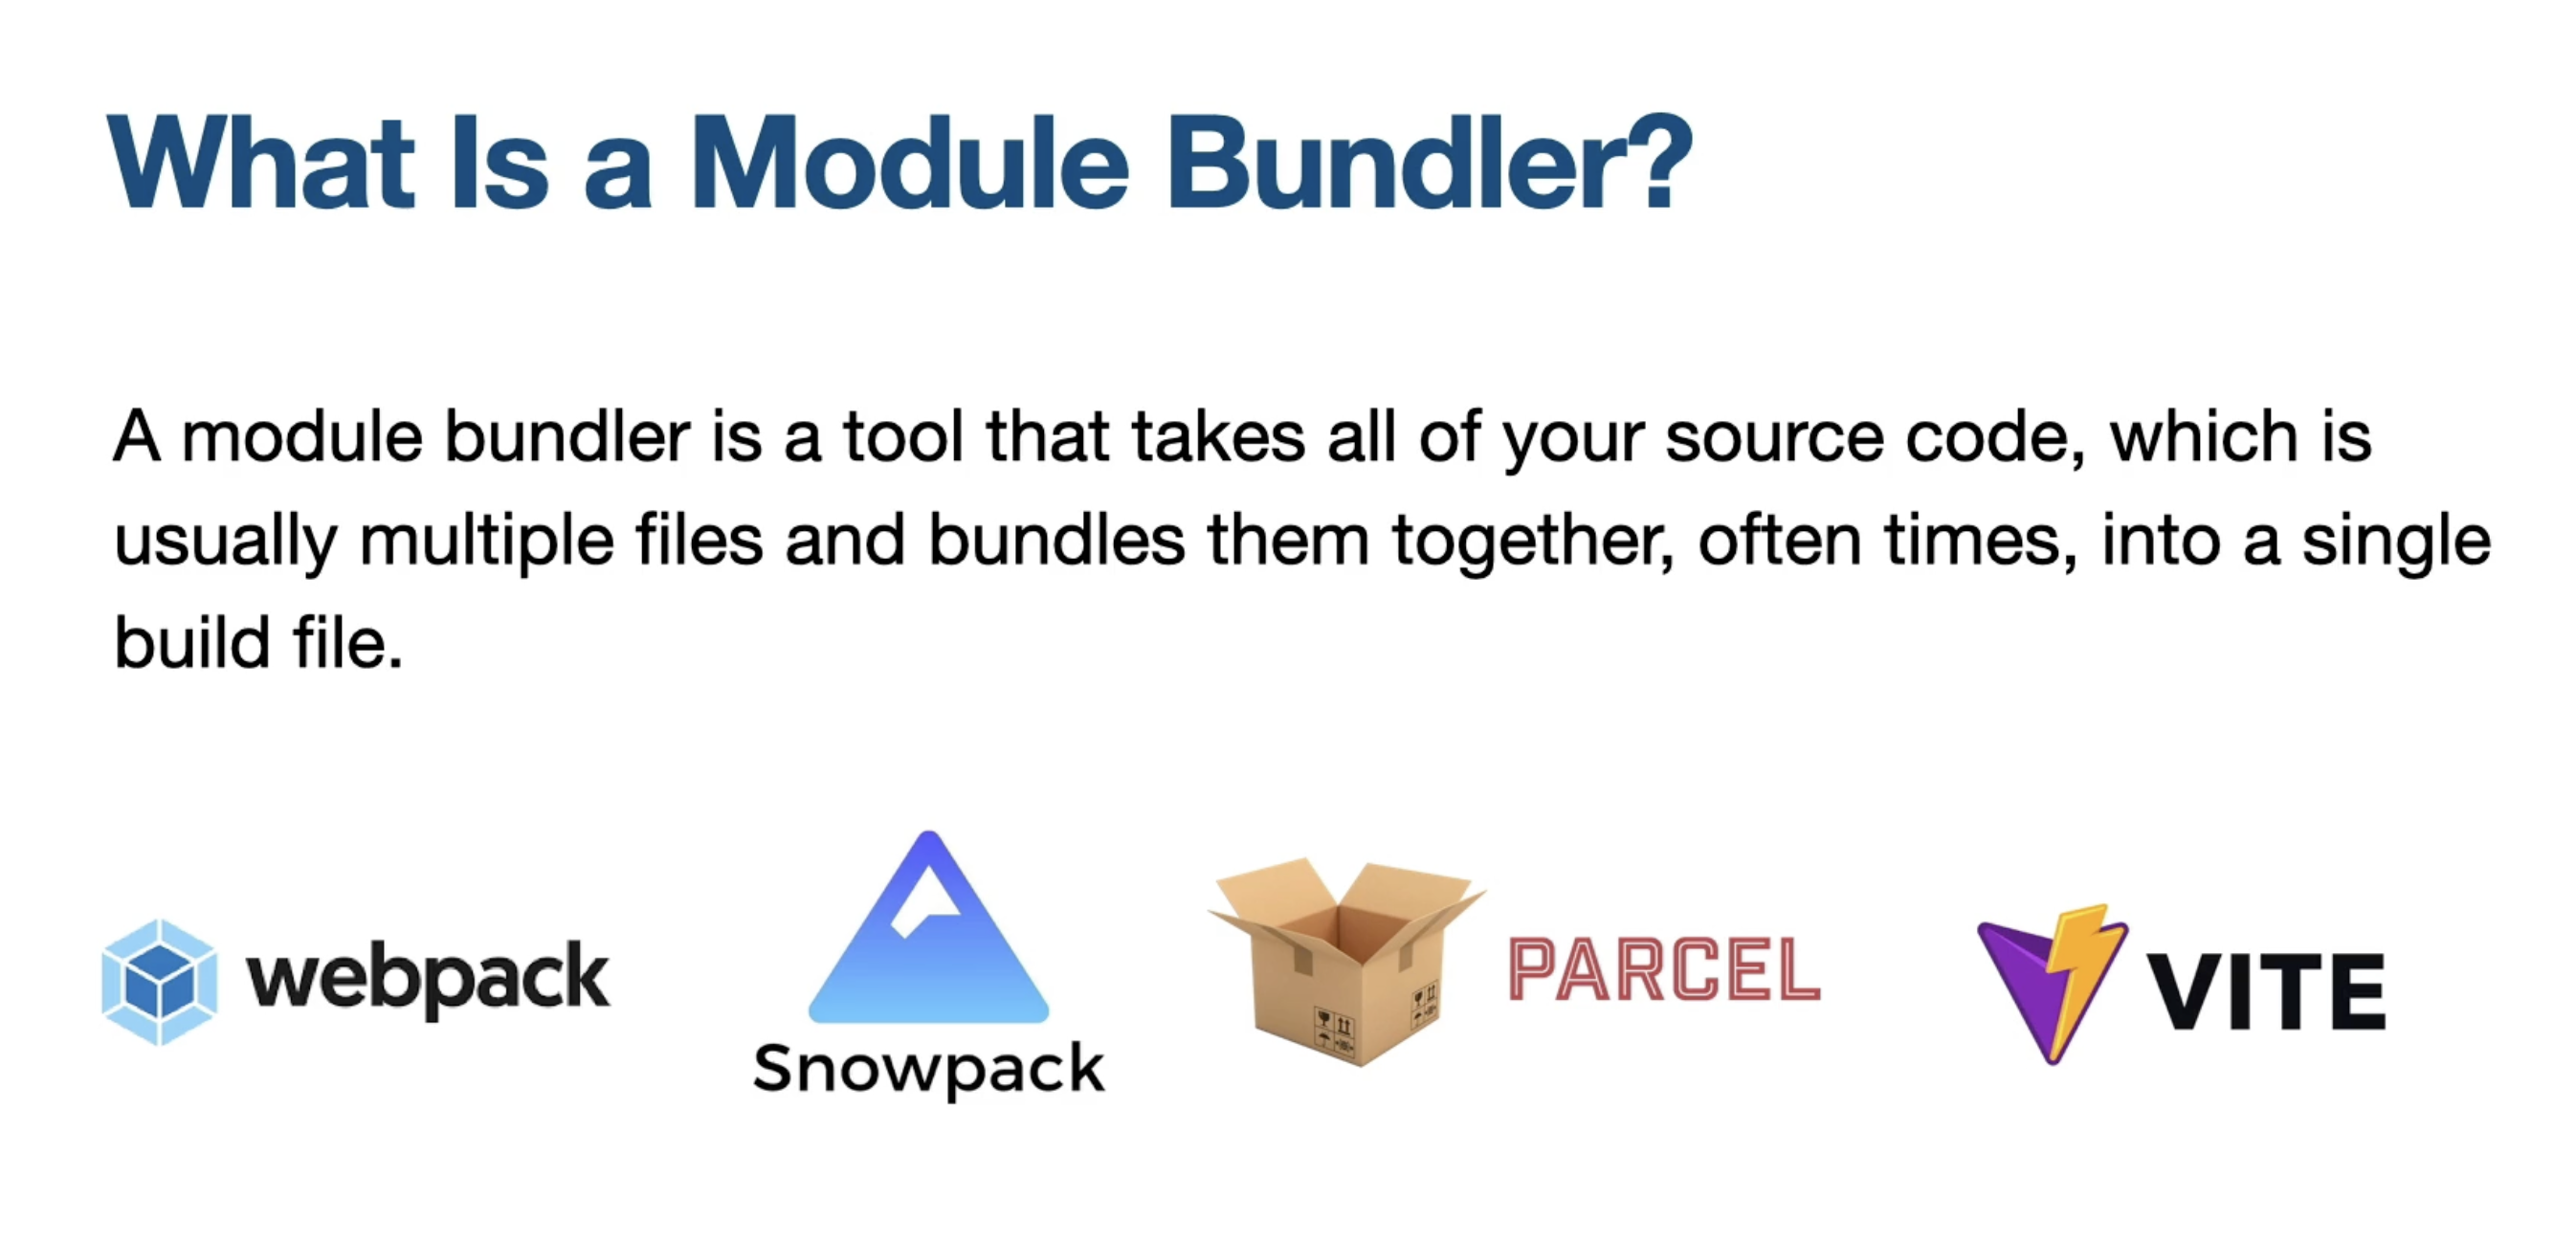 What Is a Module Bundler?
A module bundler is a tool that takes all of your source code, which is
usually multiple files and bundles them together, often times, into a single
build file.
webpack
Snowpack
PARCEL
VITE